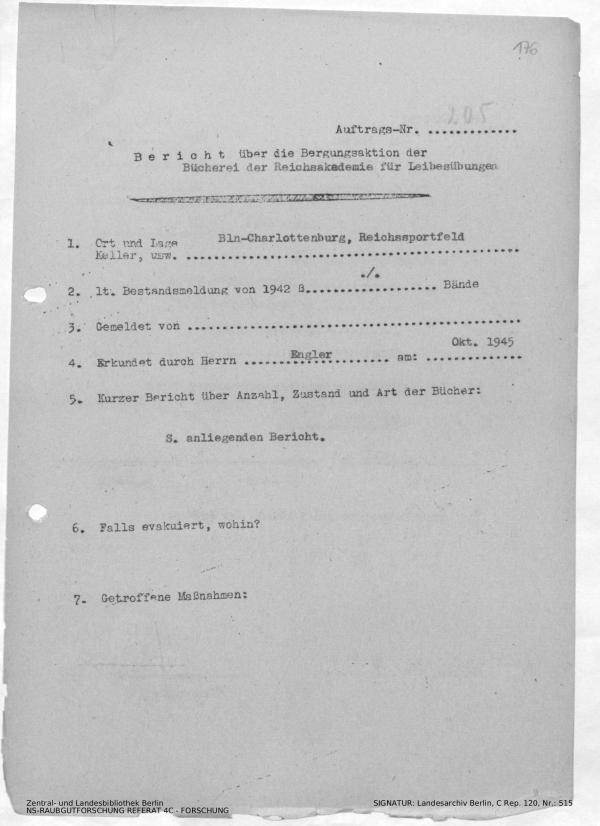 176
205
Auftrags-Nr. .............
Bericht über die Bergungsaktion der
Bücherei der Reichsakademie für Leibesübungen
1. Ort und Lage Bln-Charlottenburg, Reichssportfeld
Keller, usw. ..................................................
2. lt. Bestandsmeldung von 1942 ß......../........... Bände
3. Gemeldet von ..................................................
4. Erkundet durch Herrn .......Engler......... am: Okt. 1945
5. Kurzer Bericht über Anzahl, Zustand und Art der Bücher:
S. anliegenden Bericht.
6. Falls evakuiert, wohin?
7. Getroffene Maßnahmen:
Zentral- und Landesbibliothek Berlin
NS-RAUBGUTFORSCHUNG REFERAT 4C - FORSCHUNG
SIGNATUR: Landesarchiv Berlin, C Rep. 120, Nr.: 515